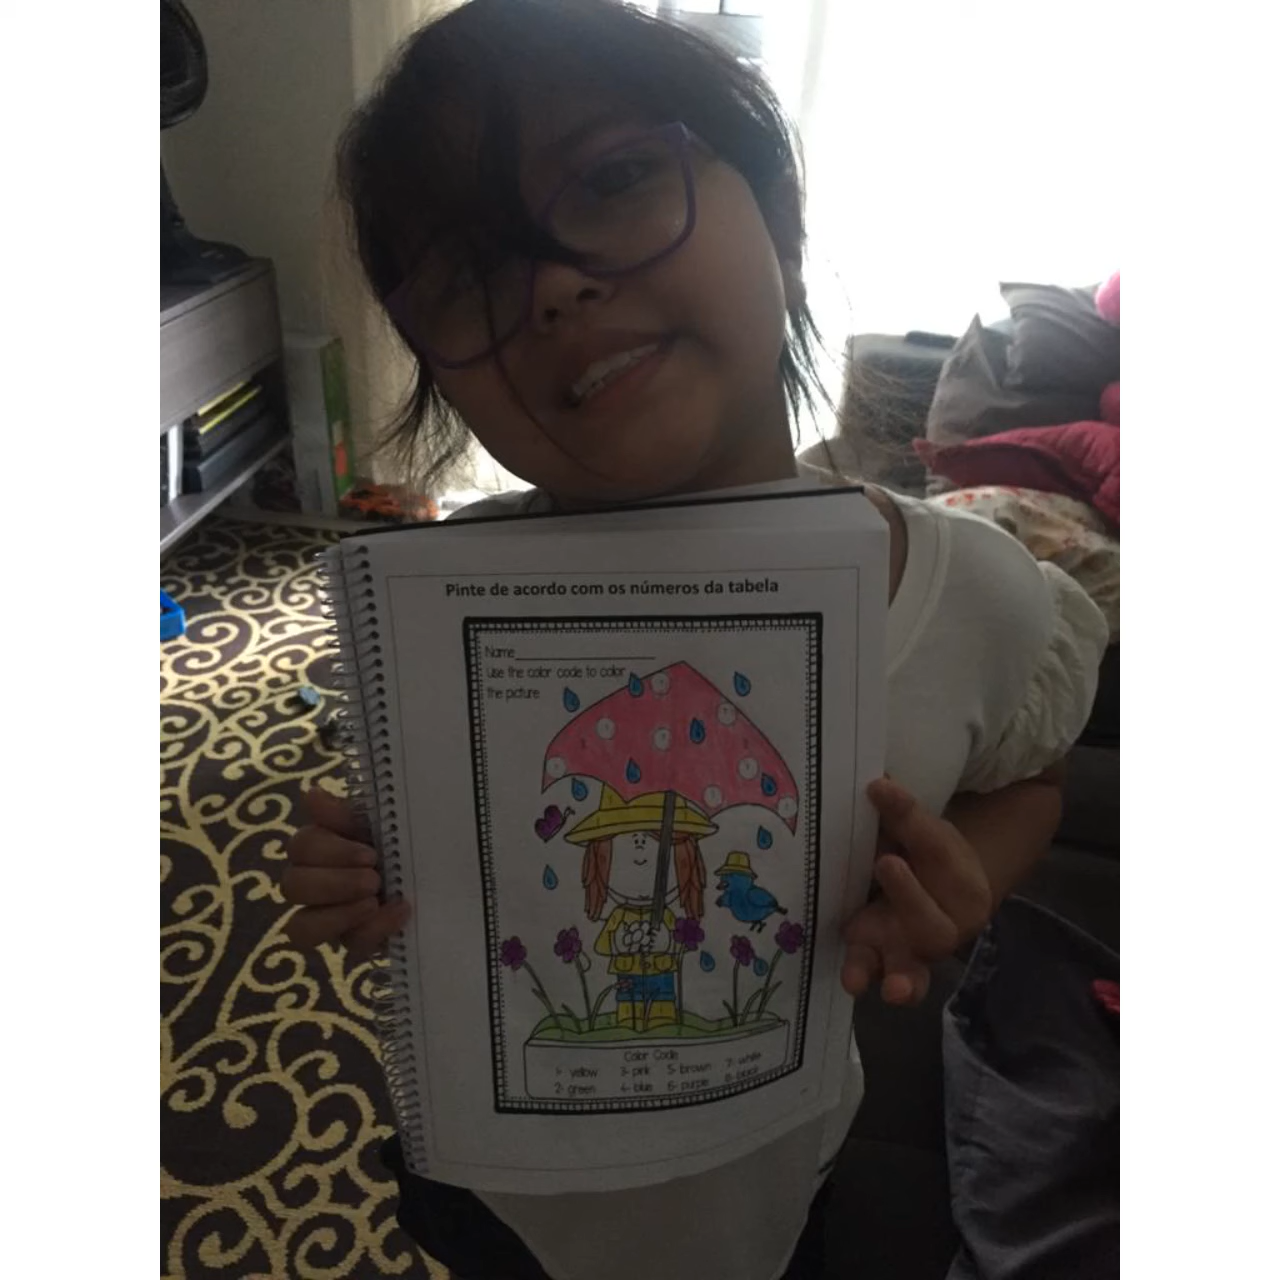 Pinte de acordo com os números da tabela
Name
Use the color code to color
the picture
Color Code
1- yellow 3- pink 5- brown 7- white
2- green 4- blue 6- purple 8- black